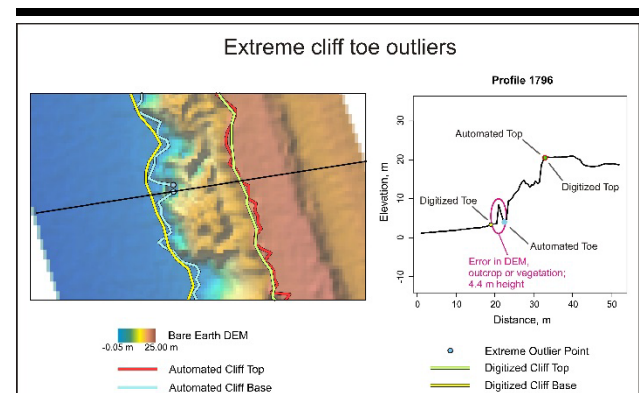 Extreme cliff toe outliers
Profile 1796
Elevation, m
30
20
10
0
-10
Automated Top
Digitized Top
Digitized Toe
Automated Toe
Error in DEM,
outcrop or vegetation;
4.4 m height
0
10
20
30
40
50
Distance, m
Bare Earth DEM
-0.05 m
25.00 m
Automated Cliff Top
Automated Cliff Base
Extreme Outlier Point
Digitized Cliff Top
Digitized Cliff Base